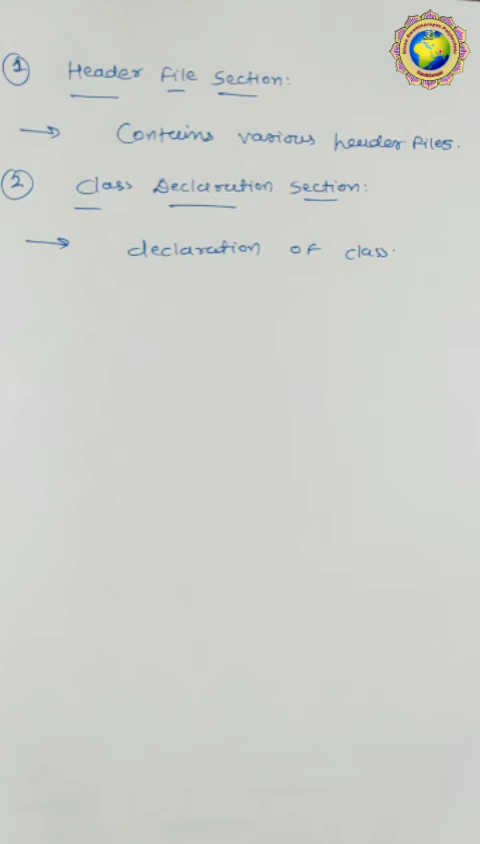 1 Header File Section:
→ Contains various header files.
2 Class Declaration Section:
→ declaration of class.